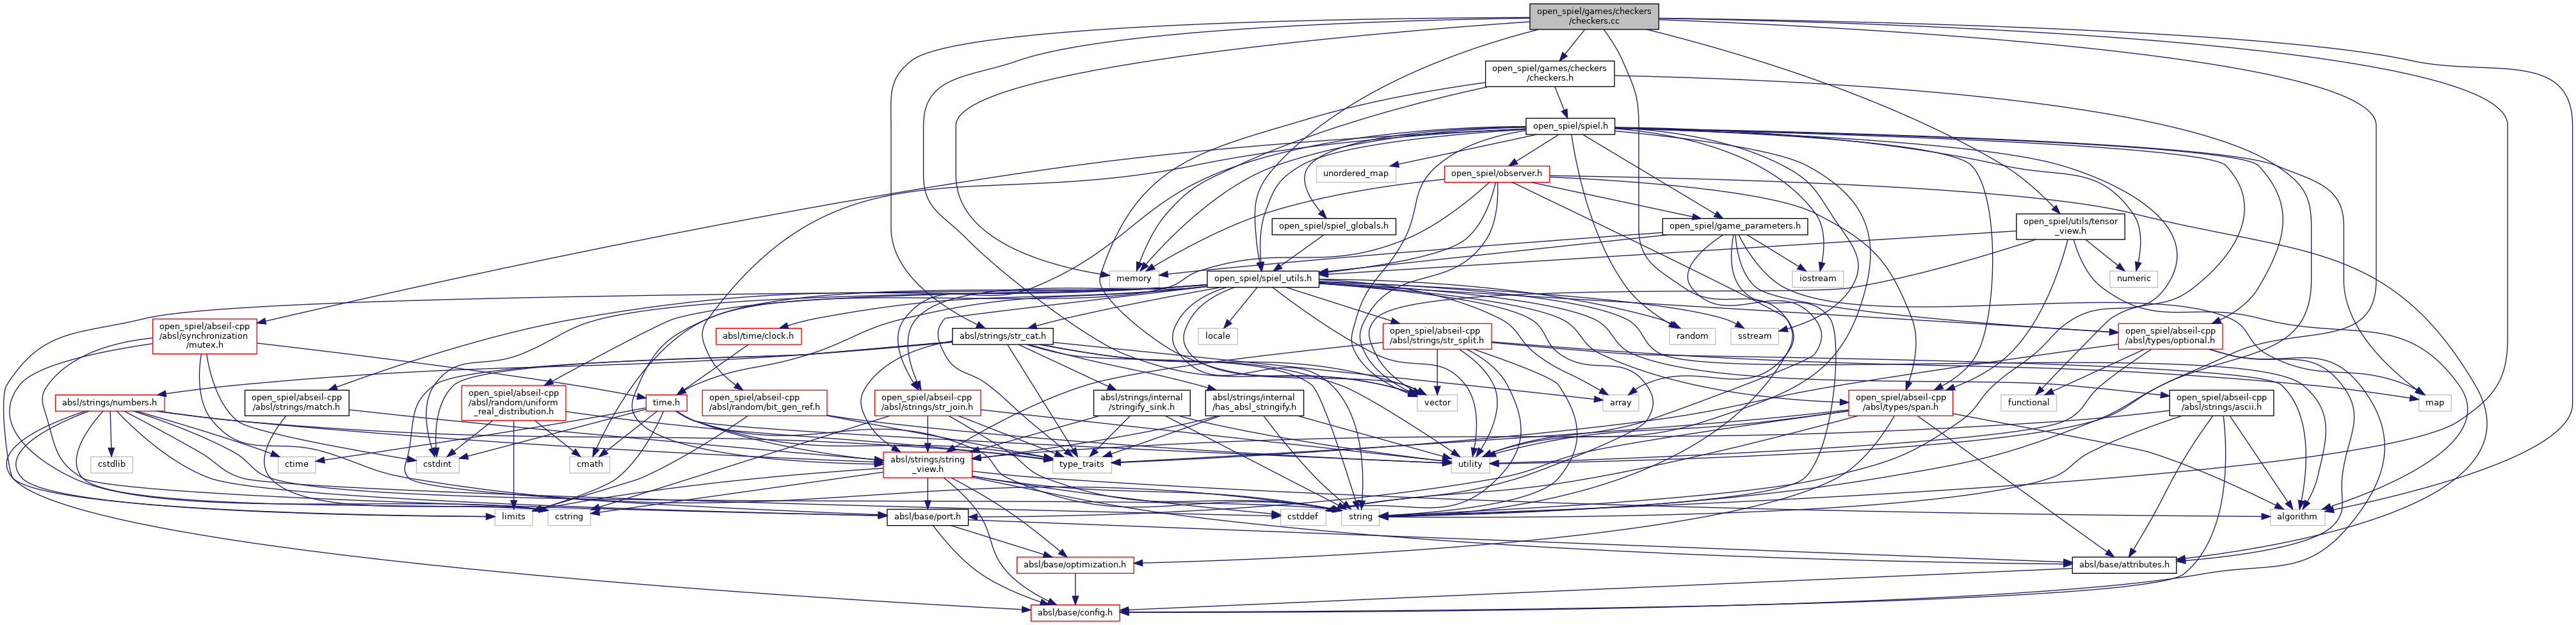 open_spiel/games/checkers
/checkers.cc
open_spiel/games/checkers
/checkers.h
open_spiel/spiel.h
unordered_map
open_spiel/observer.h
open_spiel/spiel_globals.h
open_spiel/game_parameters.h
open_spiel/utils/tensor
_view.h
memory
open_spiel/spiel_utils.h
iostream
numeric
open_spiel/abseil-cpp
/absl/synchronization
/mutex.h
absl/time/clock.h
locale
absl/strings/str_cat.h
open_spiel/abseil-cpp
/absl/strings/str_split.h
random
sstream
open_spiel/abseil-cpp
/absl/types/optional.h
absl/strings/numbers.h
open_spiel/abseil-cpp
/absl/strings/match.h
open_spiel/abseil-cpp
/absl/random/uniform
_real_distribution.h
time.h
open_spiel/abseil-cpp
/absl/random/bit_gen_ref.h
open_spiel/abseil-cpp
/absl/strings/str_join.h
absl/strings/internal
/stringify_sink.h
absl/strings/internal
/has_absl_stringify.h
vector
array
open_spiel/abseil-cpp
/absl/types/span.h
functional
open_spiel/abseil-cpp
/absl/strings/ascii.h
map
cstdlib
ctime
cstdint
cmath
absl/strings/string
_view.h
type_traits
utility
limits
cstring
absl/base/port.h
cstddef
string
algorithm
absl/base/optimization.h
absl/base/attributes.h
absl/base/config.h